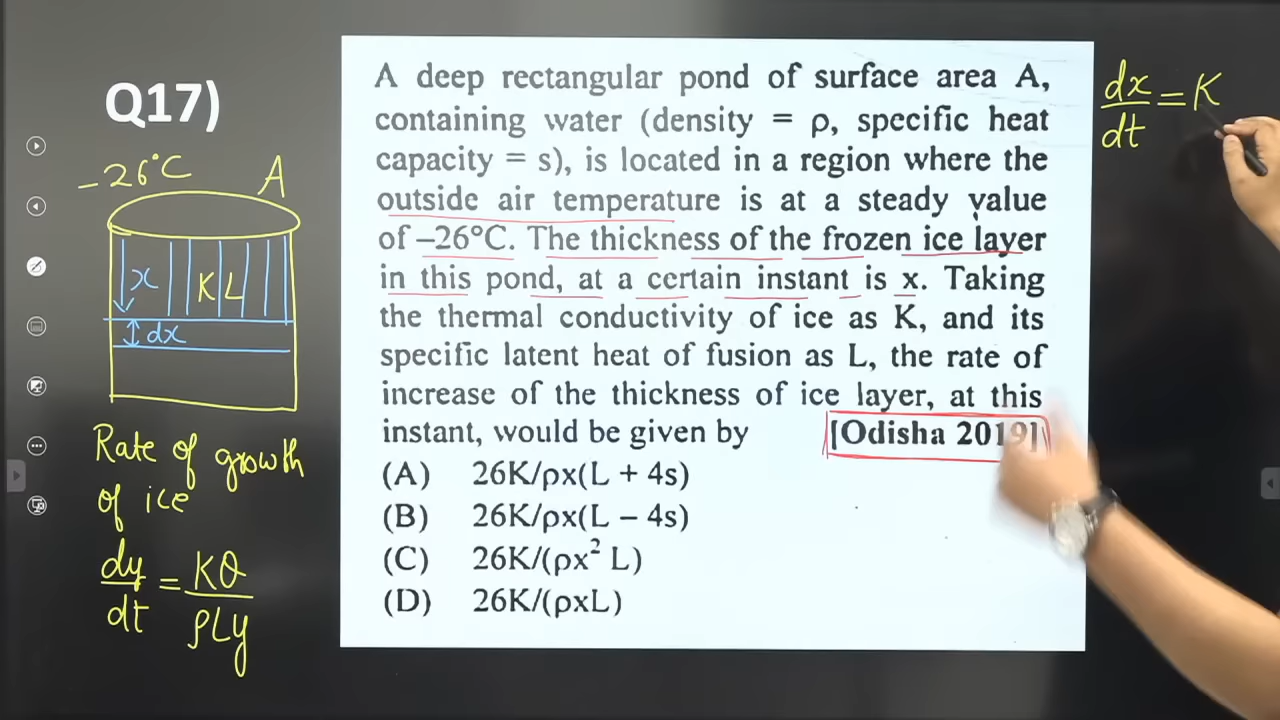 Q17)
-26°C A
x K L
dx
Rate of growth
of ice
dy/dt = Kθ/ρLy
A deep rectangular pond of surface area A,
containing water (density = ρ, specific heat
capacity = s), is located in a region where the
outside air temperature is at a steady value
of –26°C. The thickness of the frozen ice layer
in this pond, at a certain instant is x. Taking
the thermal conductivity of ice as K, and its
specific latent heat of fusion as L, the rate of
increase of the thickness of ice layer, at this
instant, would be given by [Odisha 2019]
(A) 26K/ρx(L + 4s)
(B) 26K/ρx(L – 4s)
(C) 26K/(ρx² L)
(D) 26K/(ρxL)
dx/dt = K